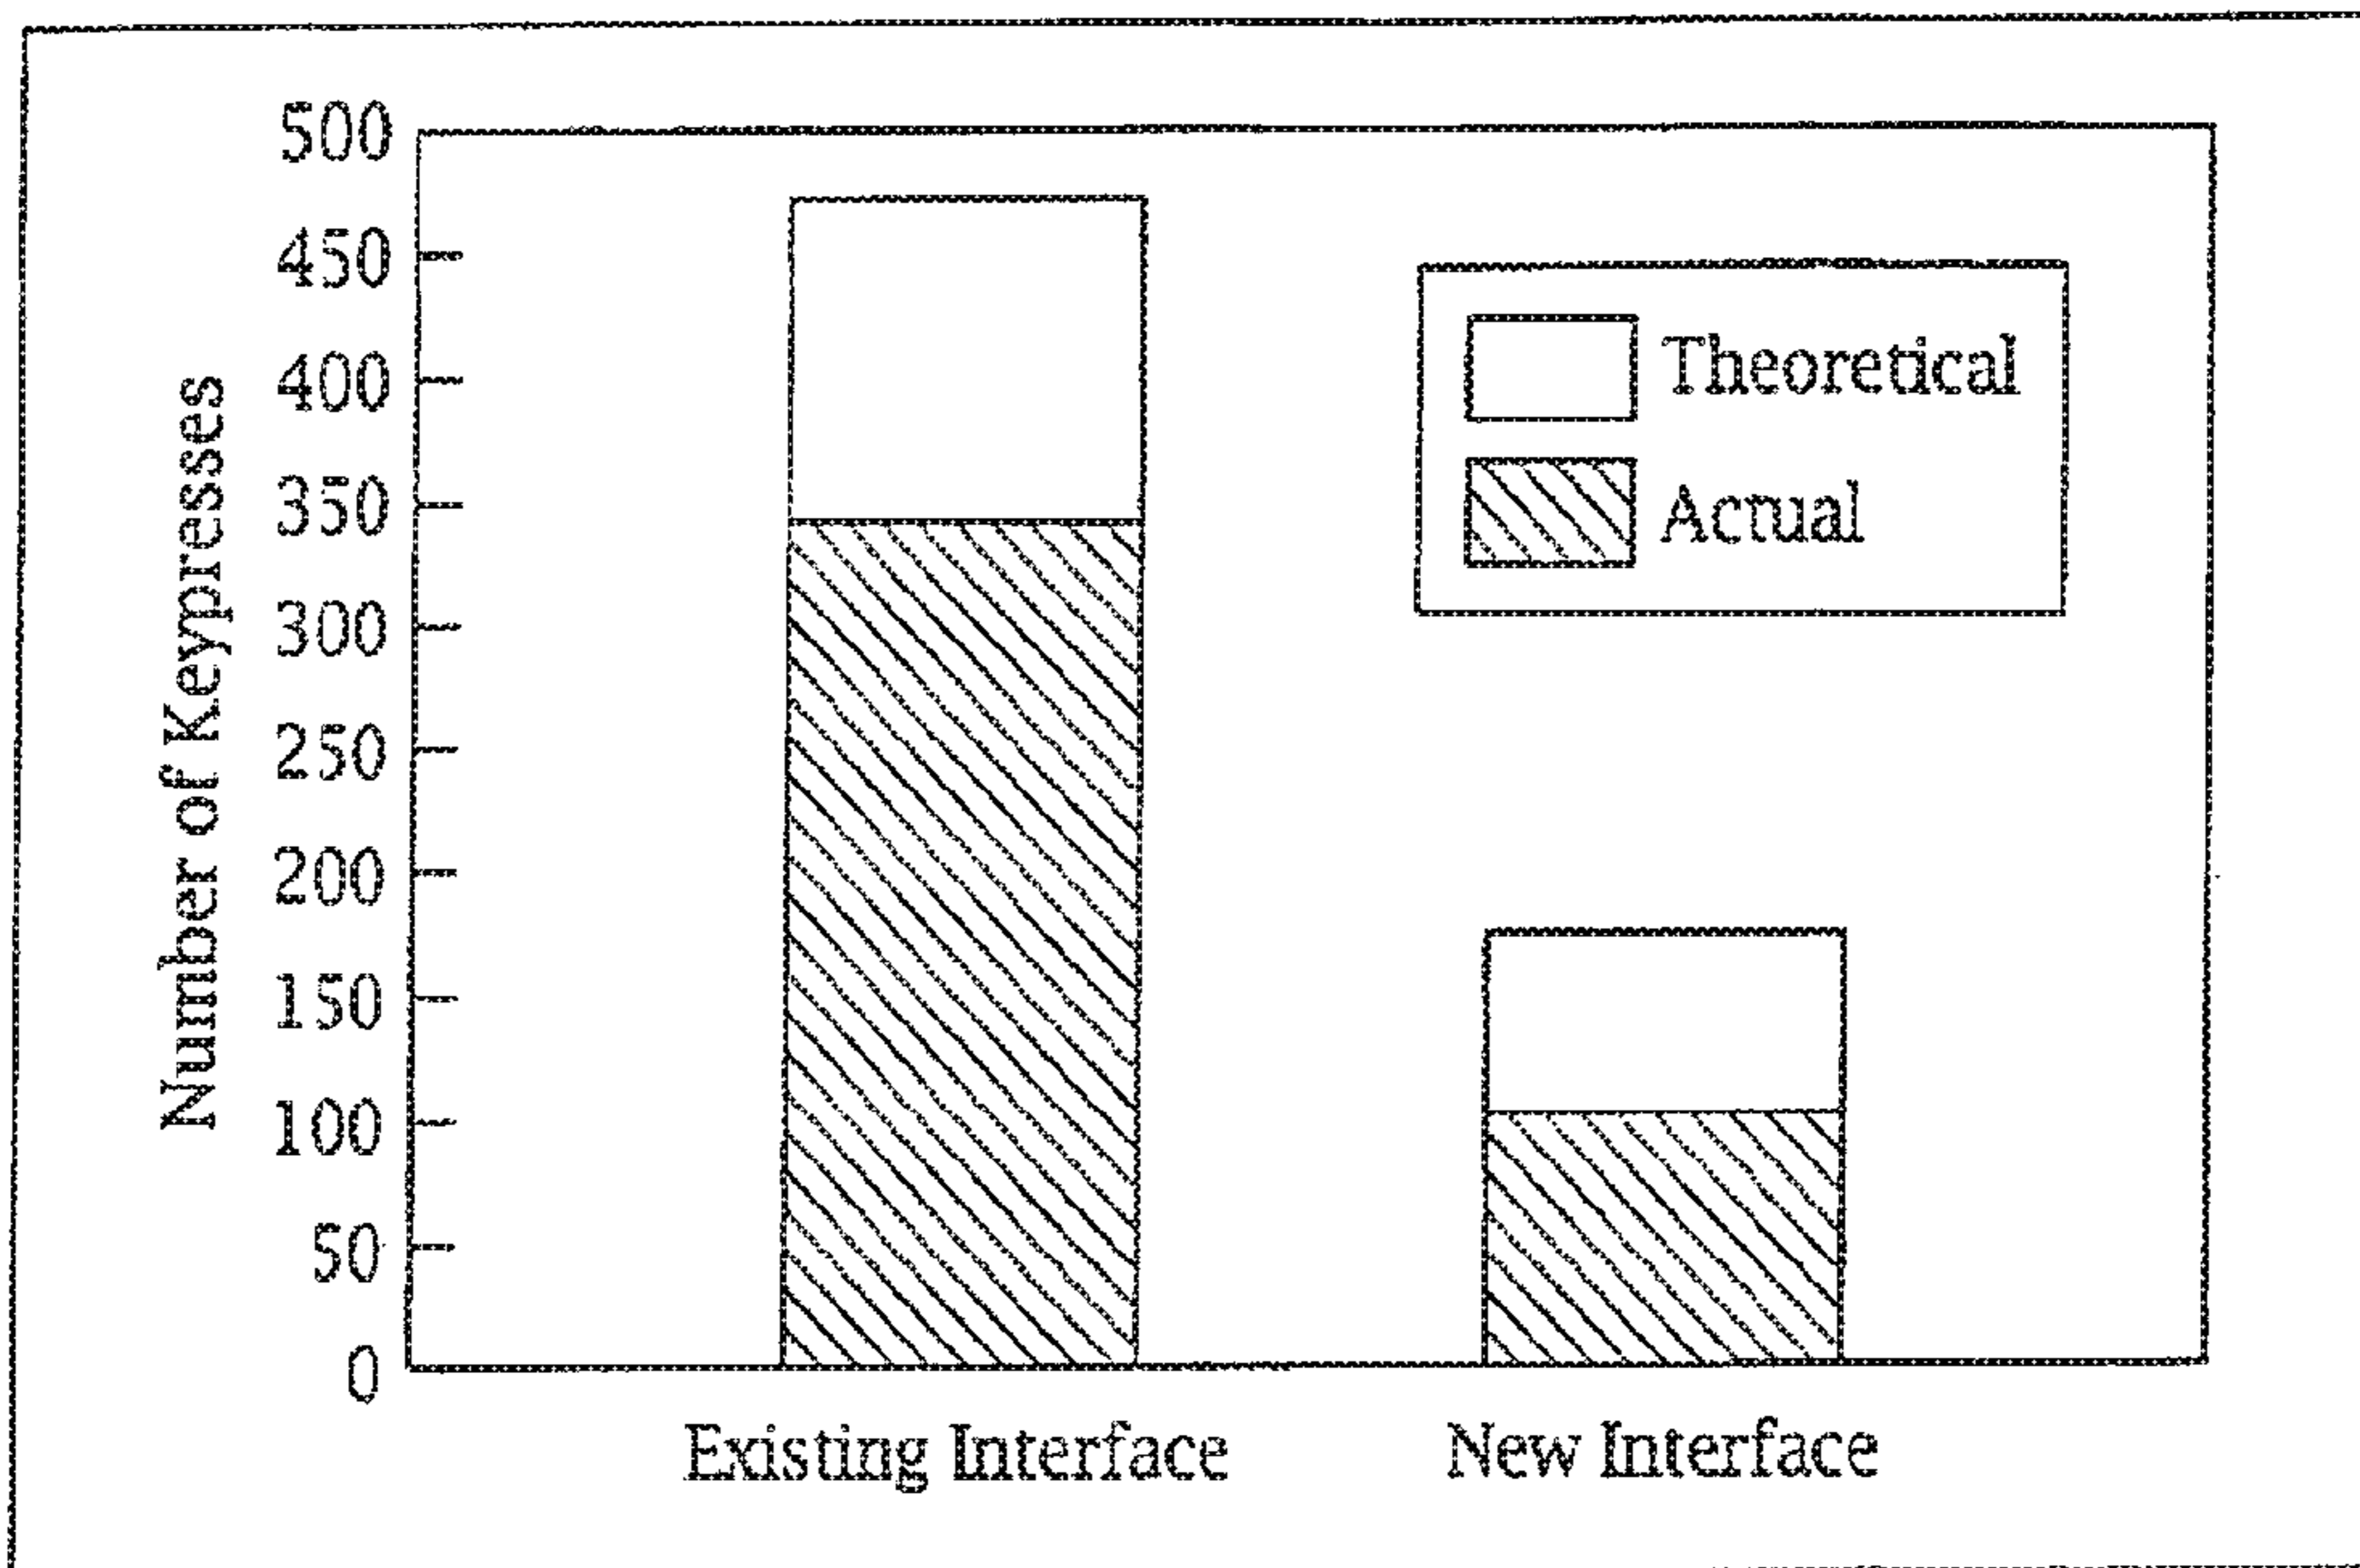 Number of Keypresses
500
450
400
350
300
250
200
150
100
50
0
Theoretical
Actual
Existing Interface
New Interface